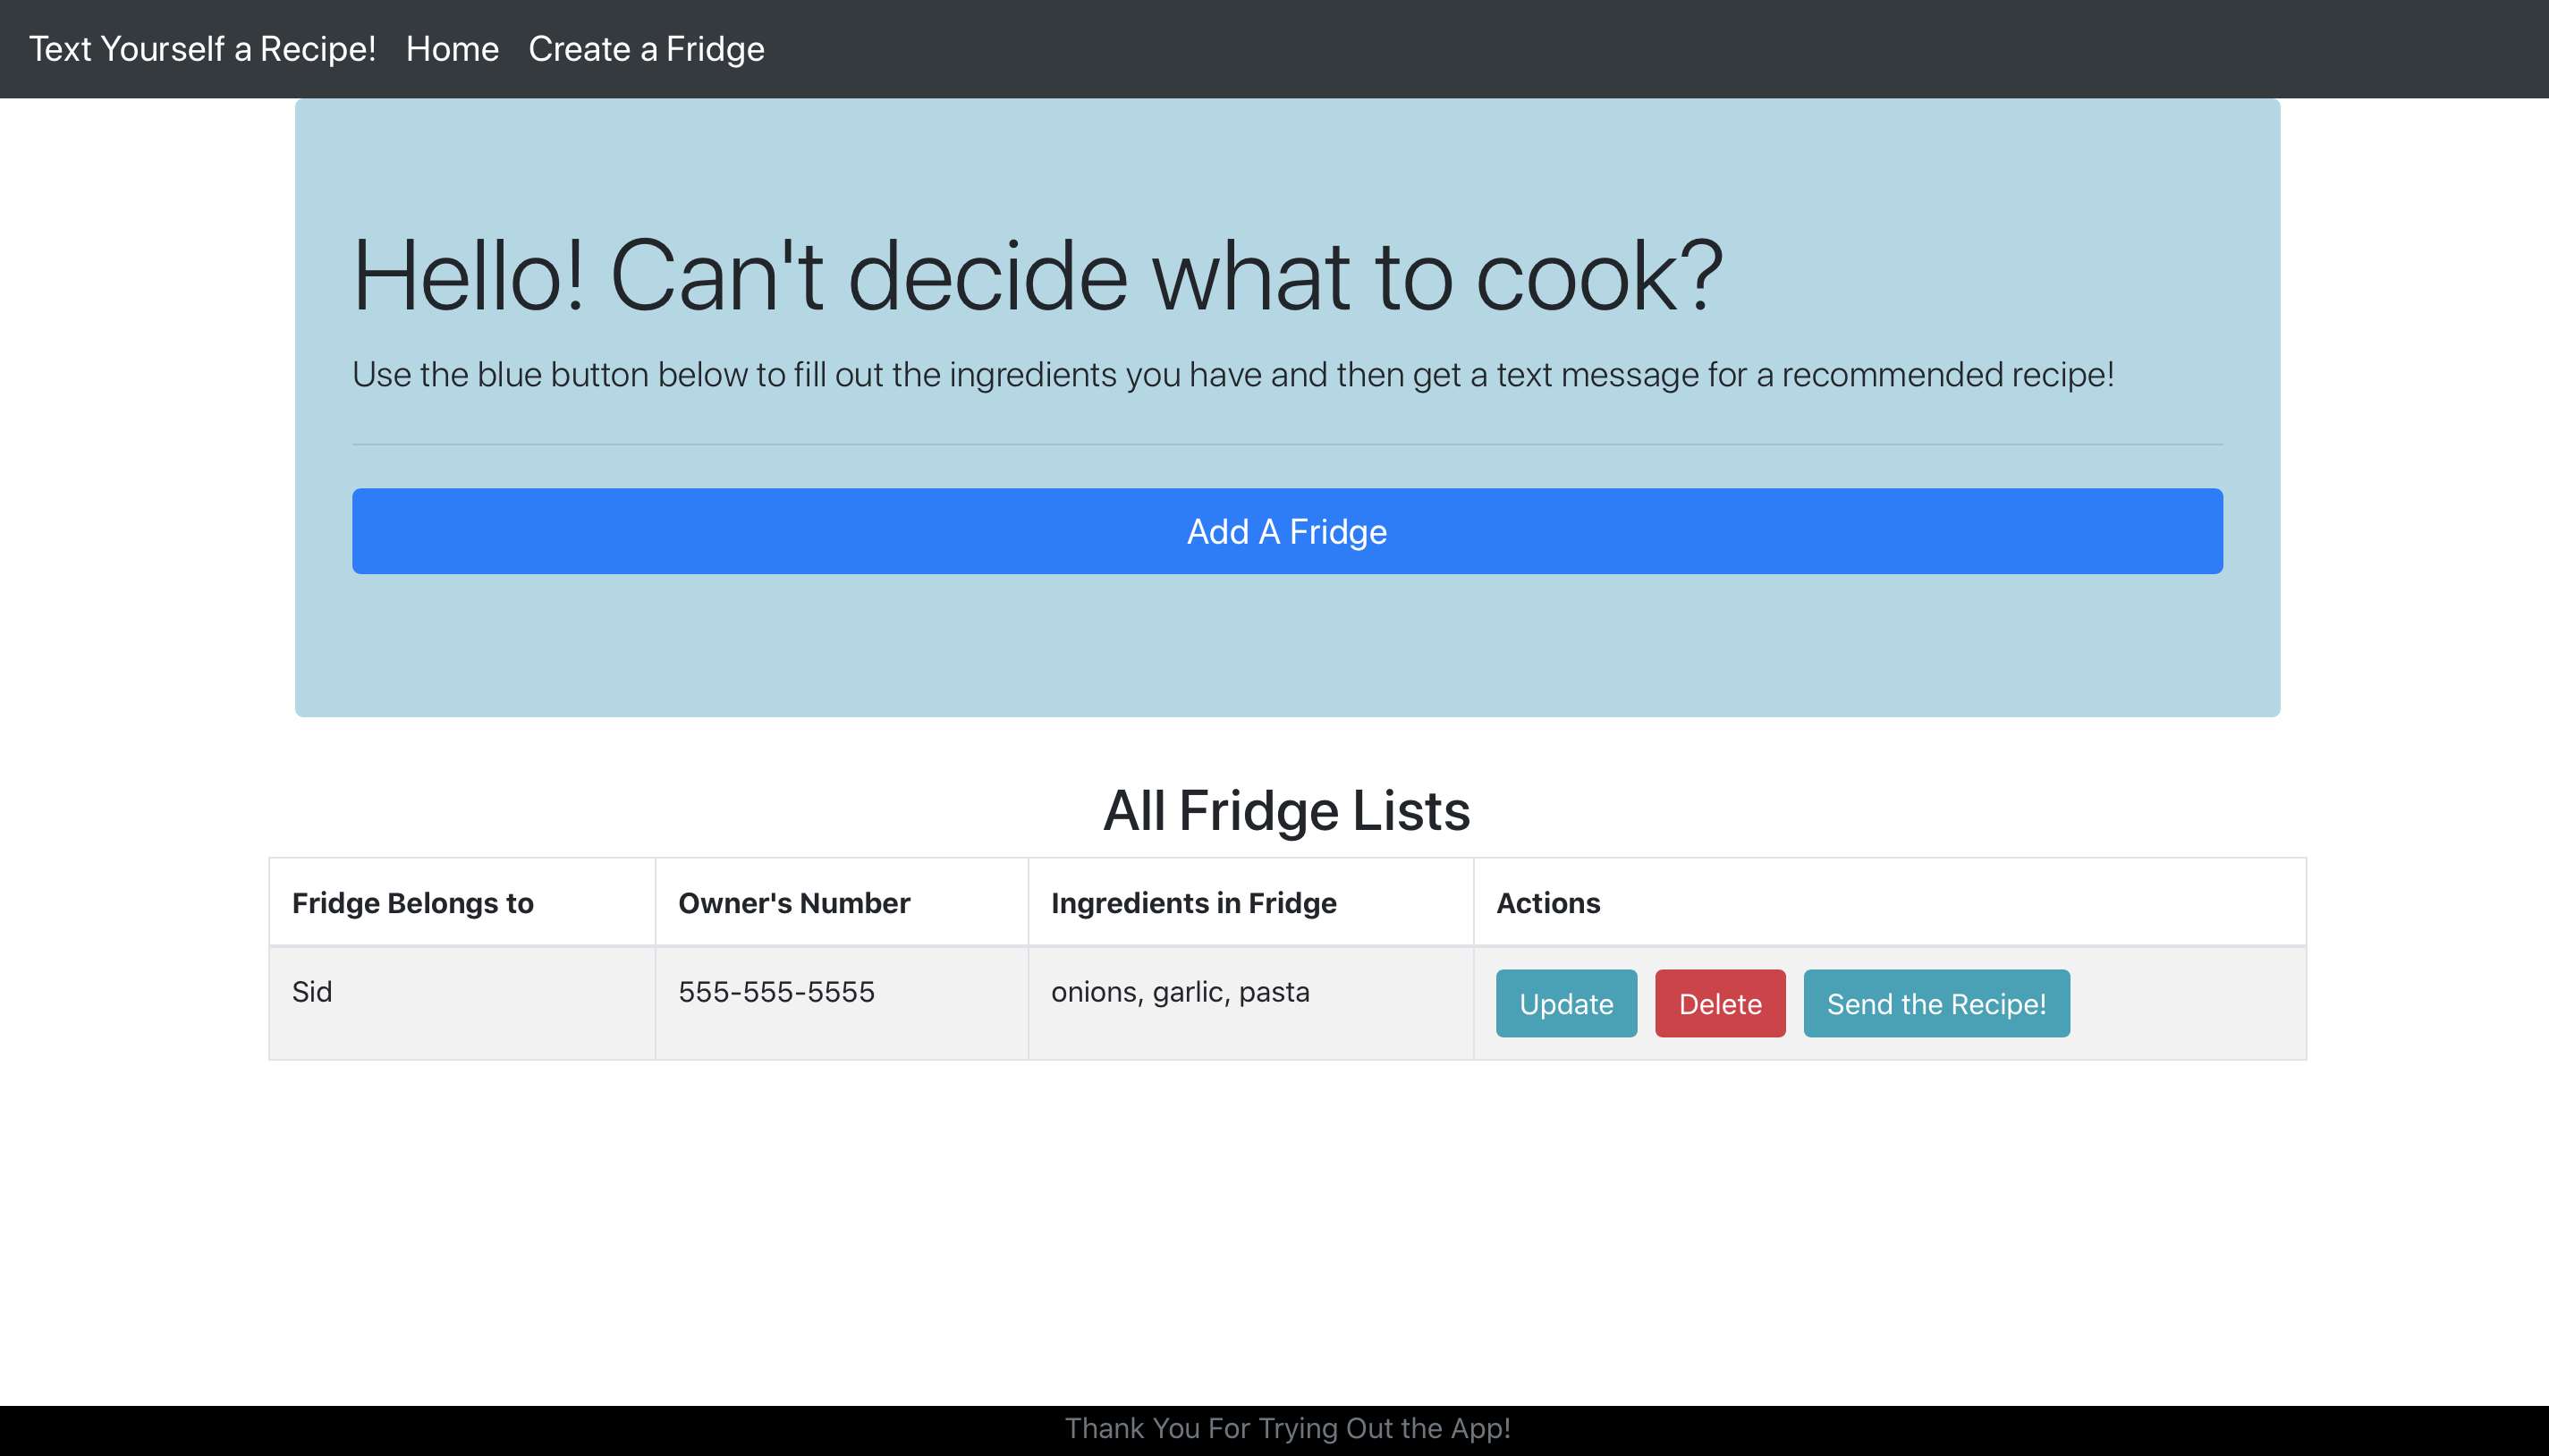 Text Yourself a Recipe! Home Create a Fridge
Hello! Can't decide what to cook?
Use the blue button below to fill out the ingredients you have and then get a text message for a recommended recipe!
Add A Fridge
All Fridge Lists
Fridge Belongs to Owner's Number Ingredients in Fridge Actions
Sid 555-555-5555 onions, garlic, pasta Update Delete Send the Recipe!
Thank You For Trying Out the App!